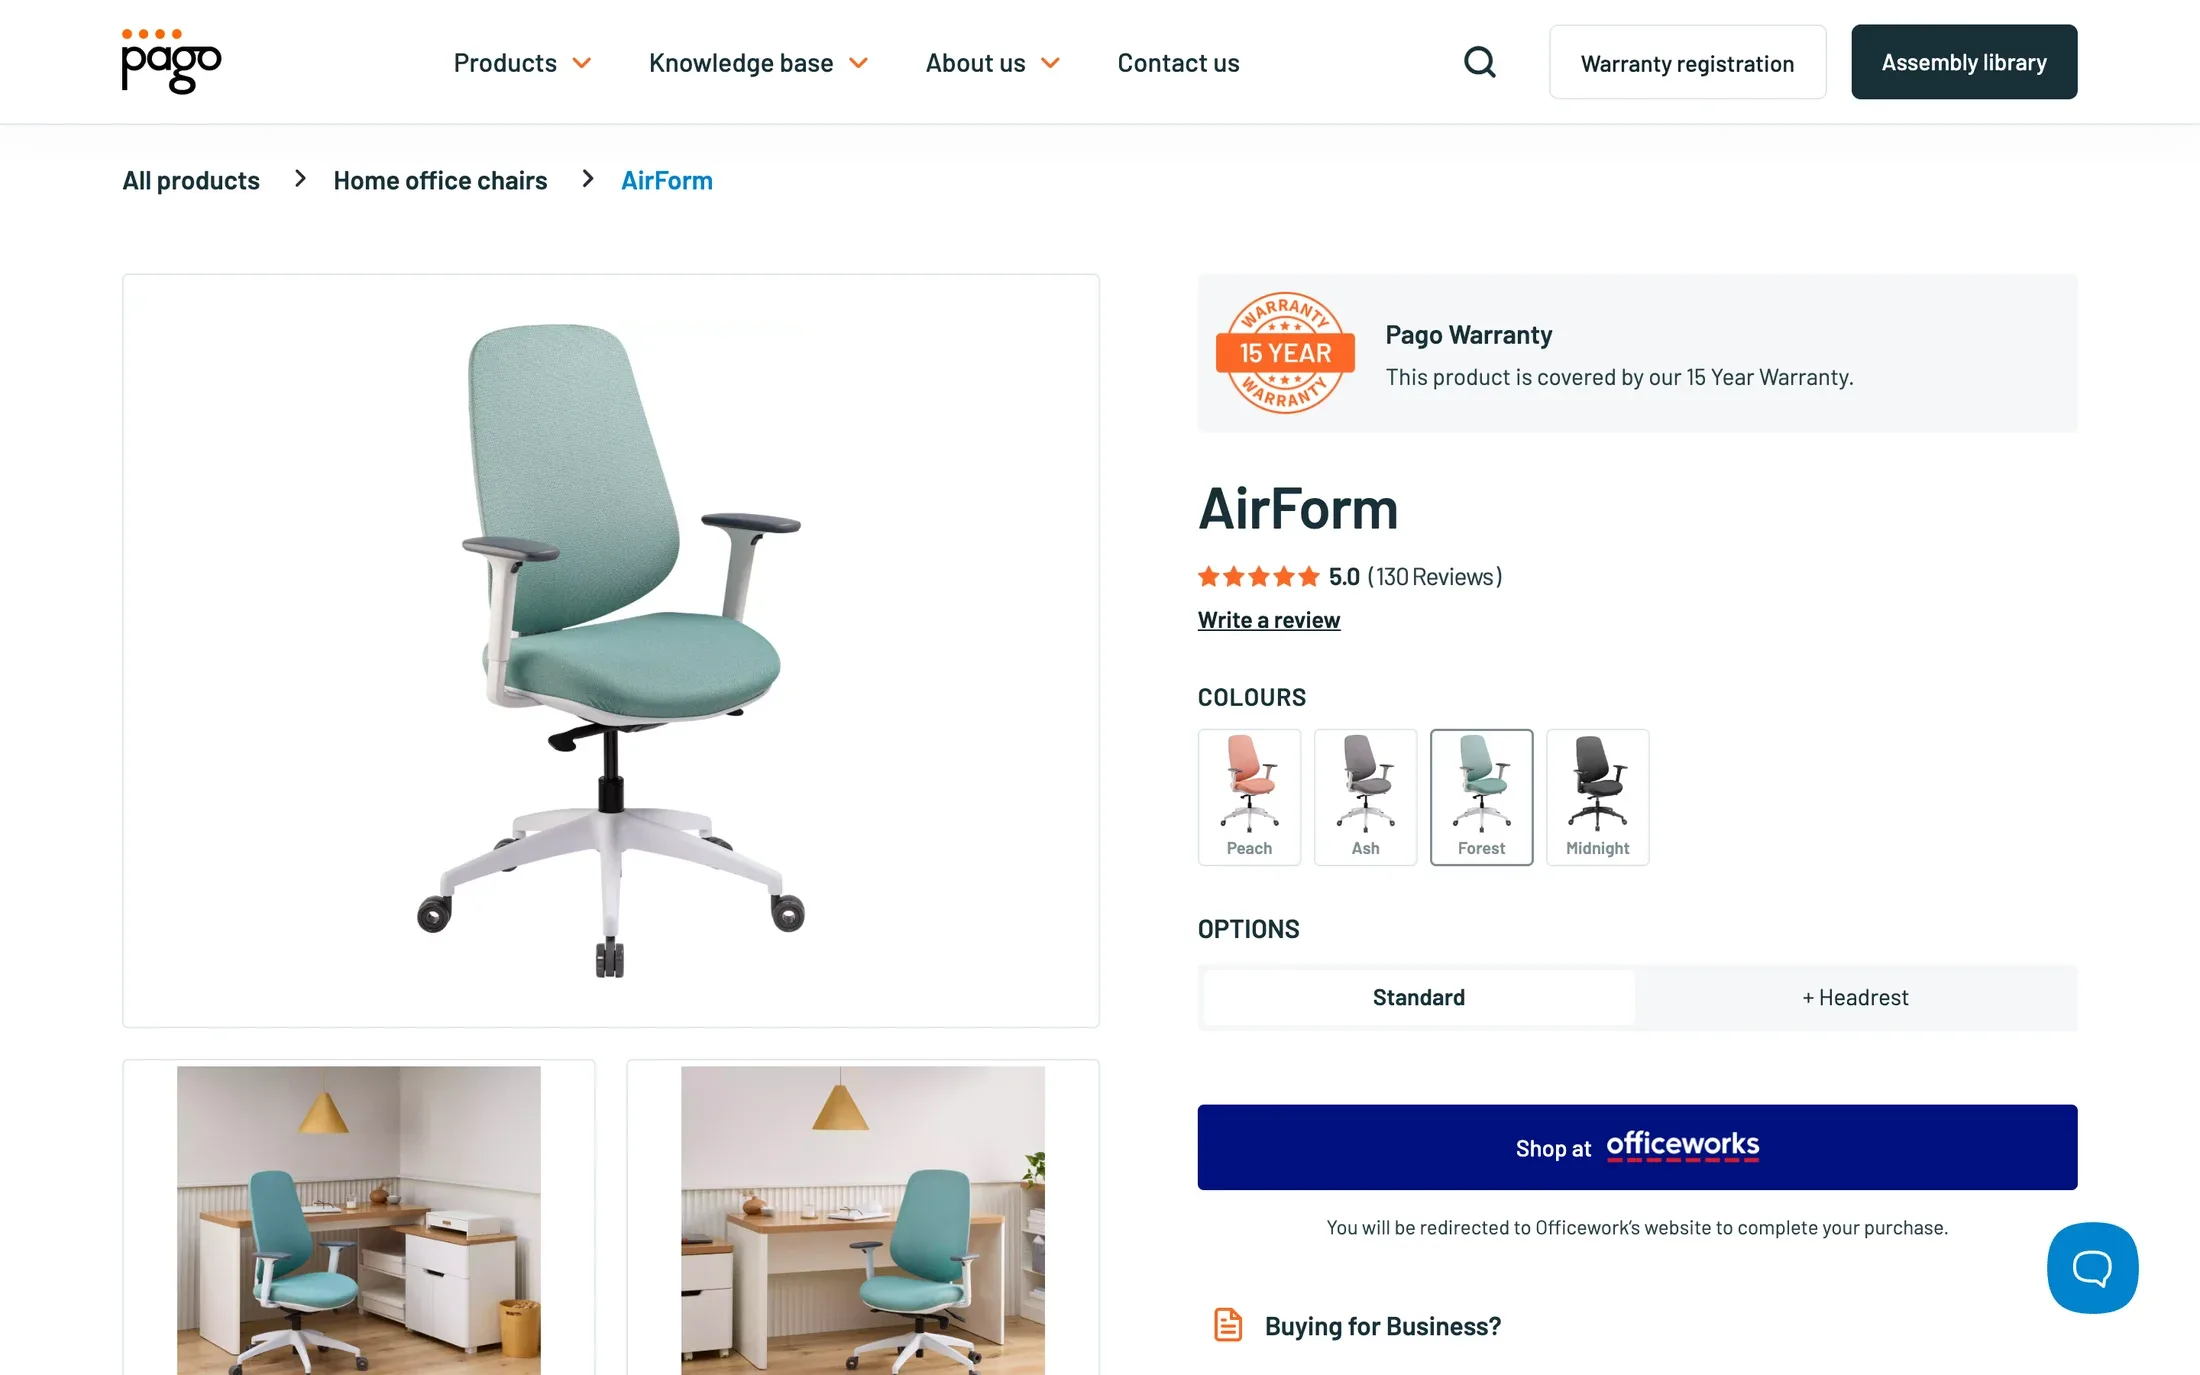 pago
Products
Knowledge base
About us
Contact us
Warranty registration
Assembly library
All products
Home office chairs
AirForm
WARRANTY
15 YEAR
WARRANTY
Pago Warranty
This product is covered by our 15 Year Warranty.
AirForm
5.0 (130 Reviews)
Write a review
COLOURS
Peach
Ash
Forest
Midnight
OPTIONS
Standard
+ Headrest
Shop at officeworks
You will be redirected to Officework's website to complete your purchase.
Buying for Business?